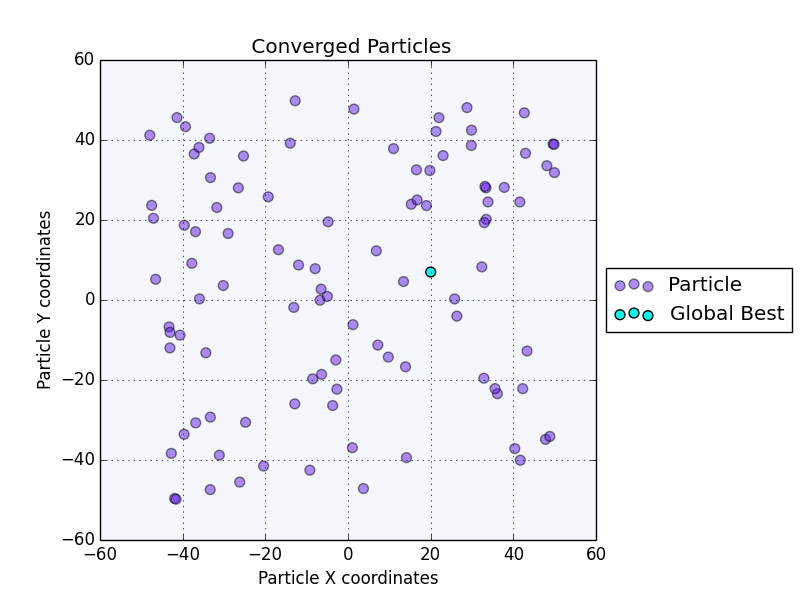 Converged Particles
60
40
20
0
−20
−40
−60
Particle Y coordinates
−60 −40 −20 0 20 40 60
Particle X coordinates
Particle
Global Best